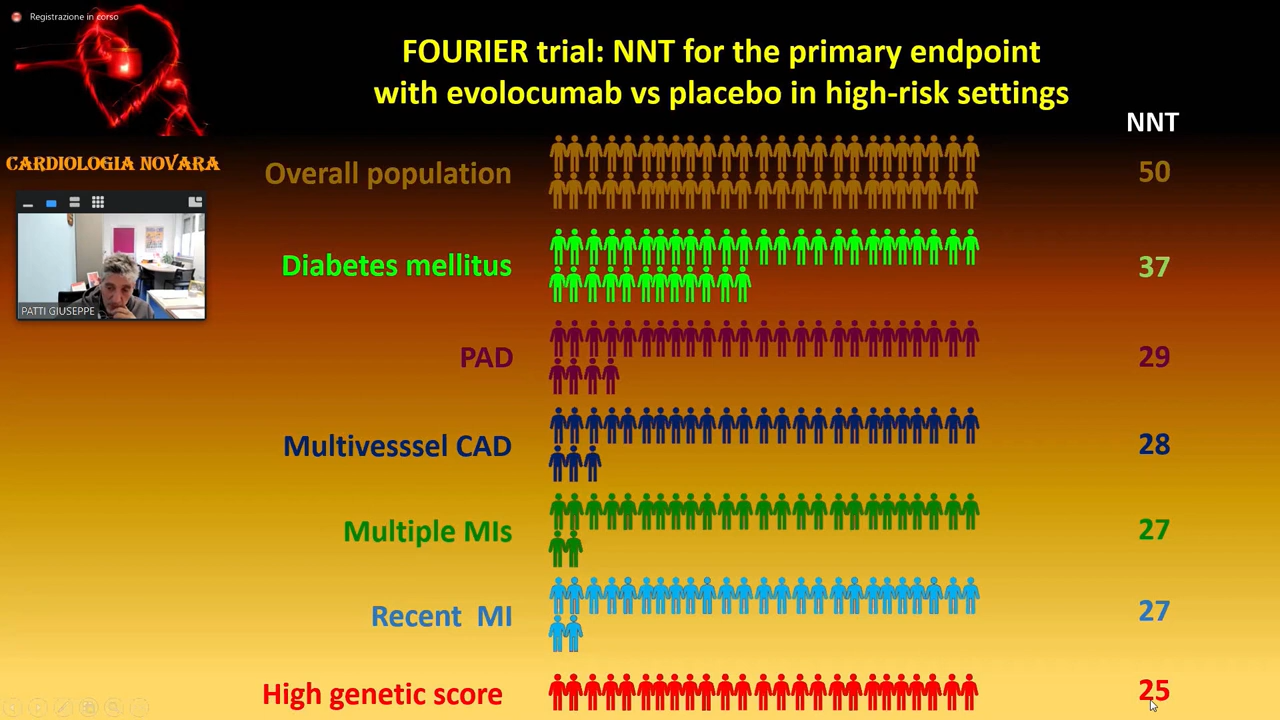 Registrazione in corso
FOURIER trial: NNT for the primary endpoint
with evolocumab vs placebo in high-risk settings
NNT
CARDIOLOGIA NOVARA
Overall population 50
Diabetes mellitus 37
PATTI GIUSEPPE
PAD 29
Multivesssel CAD 28
Multiple MIs 27
Recent MI 27
High genetic score 25